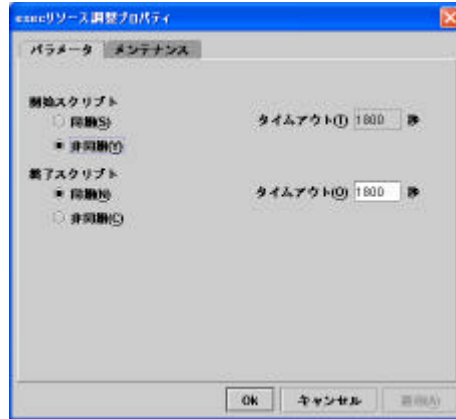 execリソース調整プロパティ
パラメータ メンテナンス
開始スクリプト
同期(S) タイムアウト(T) 1800 秒
非同期(Y)
終了スクリプト
同期(N) タイムアウト(O) 1800 秒
非同期(C)
OK キャンセル 適用(A)